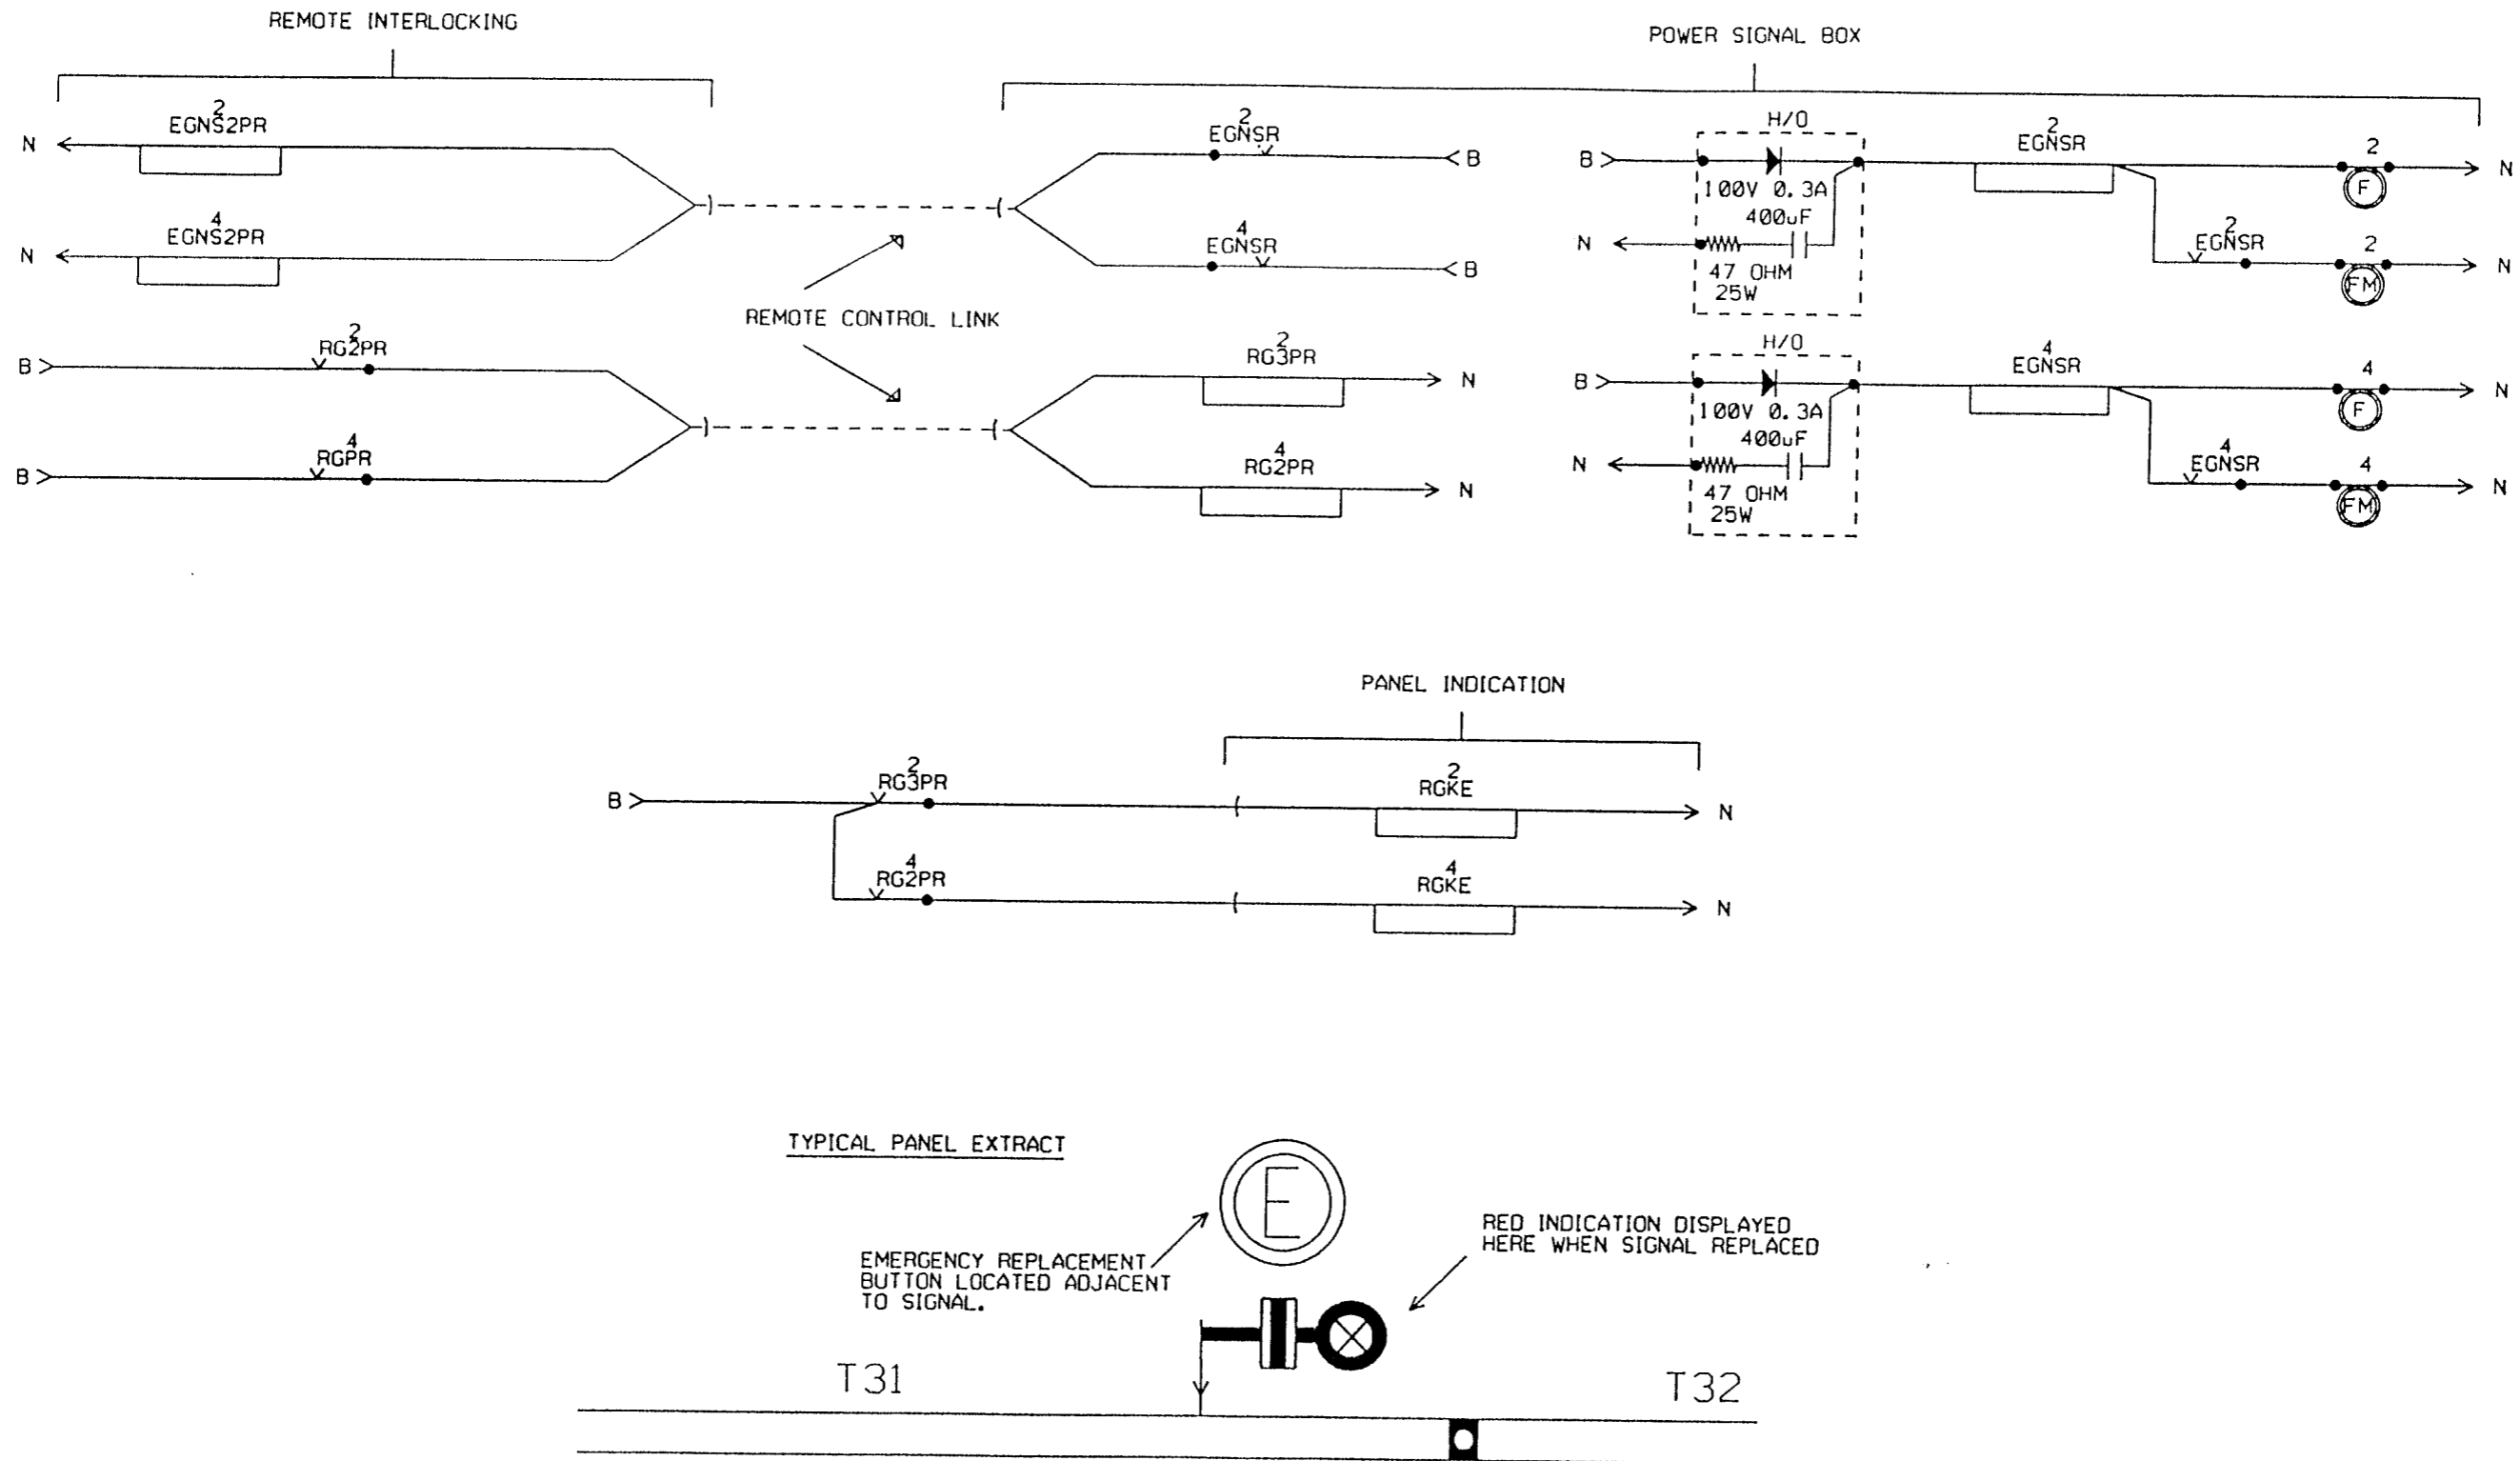 REMOTE INTERLOCKING
POWER SIGNAL BOX
2
EGNS2PR
N
4
EGNS2PR
N
2
EGNSR
B
4
EGNSR
B
REMOTE CONTROL LINK
B
2
RG2PR
B
4
RGPR
2
RG3PR
N
4
RG2PR
N
H/O
B
100V 0.3A
400uF
N
47 OHM
25W
2
EGNSR
2
F
N
2
EGNSR
2
FM
N
H/O
B
100V 0.3A
400uF
N
47 OHM
25W
4
EGNSR
4
F
N
4
EGNSR
4
FM
N
PANEL INDICATION
B
2
RG3PR
2
RGKE
N
4
RG2PR
4
RGKE
N
TYPICAL PANEL EXTRACT
E
EMERGENCY REPLACEMENT
BUTTON LOCATED ADJACENT
TO SIGNAL.
RED INDICATION DISPLAYED
HERE WHEN SIGNAL REPLACED
T31
T32